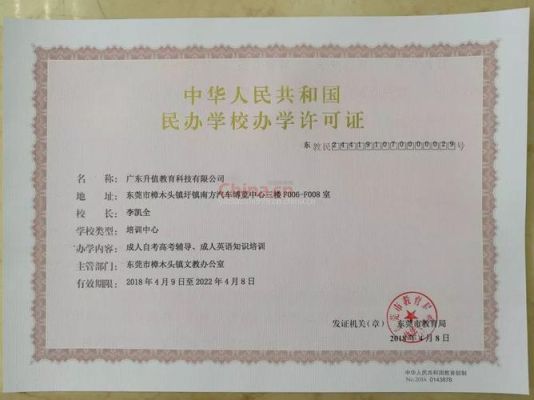 中华人民共和国
民办学校办学许可证
东教民244191070000029号
名称：广东升值教育科技有限公司
地址：东莞市樟木头镇圩镇南方汽车博览中心三楼F006-F008室
校长：李凯全
学校类型：培训中心
办学内容：成人自考高考辅导、成人英语知识培训
主管部门：东莞市樟木头镇文教办公室
有效期限：2018年4月9日至2022年4月8日
发证机关（章）东莞市教育局
2018年4月8日
中华人民共和国教育部制